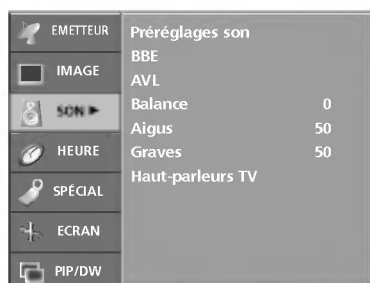 EMETTEUR
IMAGE
SON ►
HEURE
SPÉCIAL
ECRAN
PIP/DW
Préréglages son
BBE
AVL
Balance 0
Aigus 50
Graves 50
Haut-parleurs TV